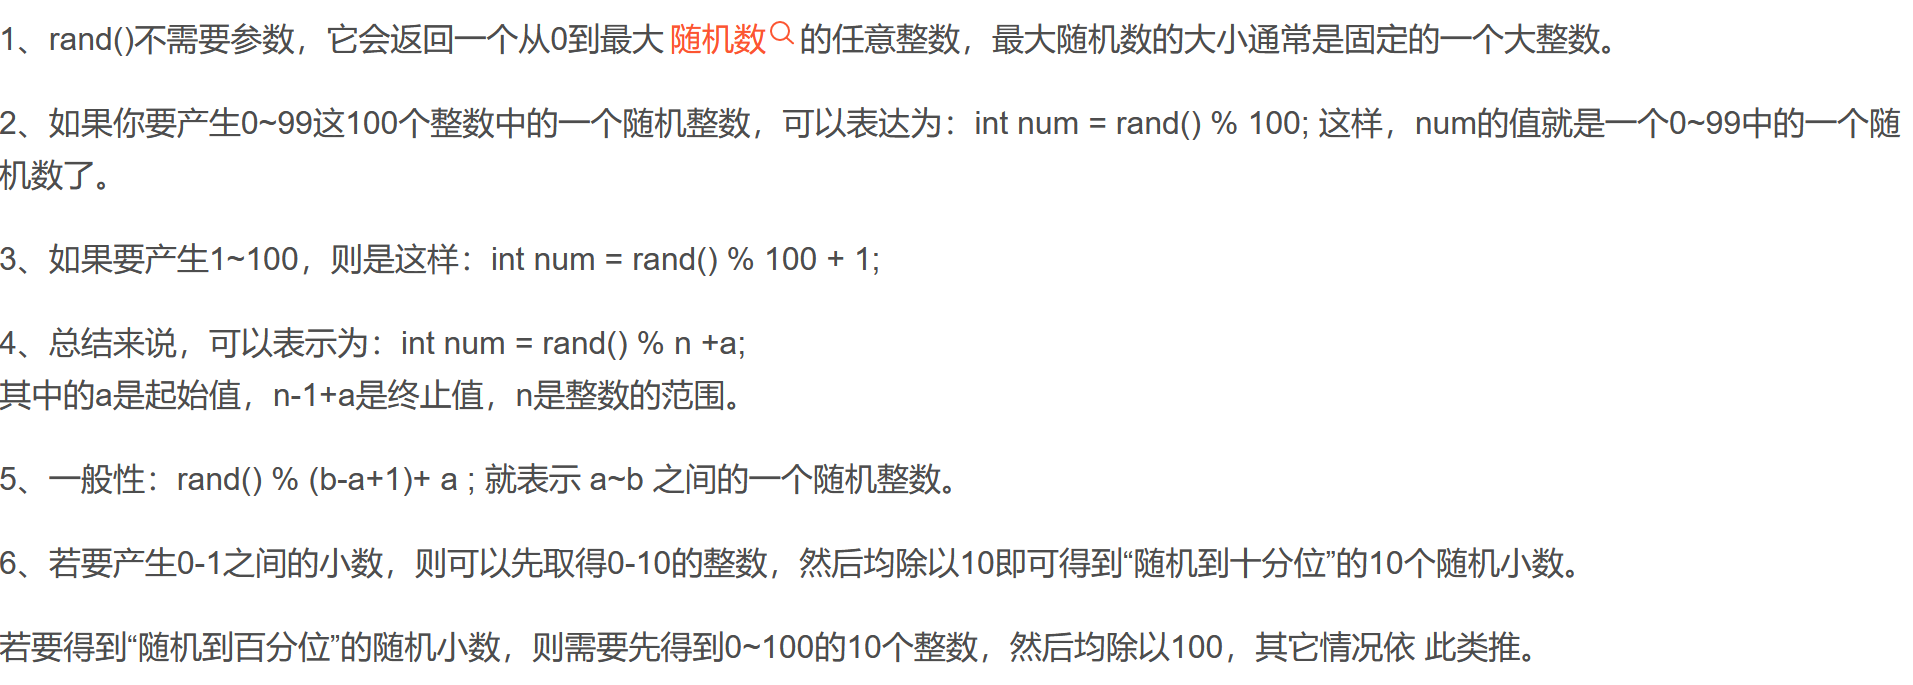 1、rand()不需要参数，它会返回一个从0到最大随机数的任意整数，最大随机数的大小通常是固定的一个大整数。
2、如果你要产生0~99这100个整数中的一个随机整数，可以表达为：int num = rand() % 100; 这样，num的值就是一个0~99中的一个随
机数了。
3、如果要产生1~100，则是这样：int num = rand() % 100 + 1;
4、总结来说，可以表示为：int num = rand() % n +a;
其中的a是起始值，n-1+a是终止值，n是整数的范围。
5、一般性：rand() % (b-a+1)+ a ; 就表示 a~b 之间的一个随机整数。
6、若要产生0-1之间的小数，则可以先取得0-10的整数，然后均除以10即可得到“随机到十分位”的10个随机小数。
若要得到“随机到百分位”的随机小数，则需要先得到0~100的10个整数，然后均除以100，其它情况依 此类推。